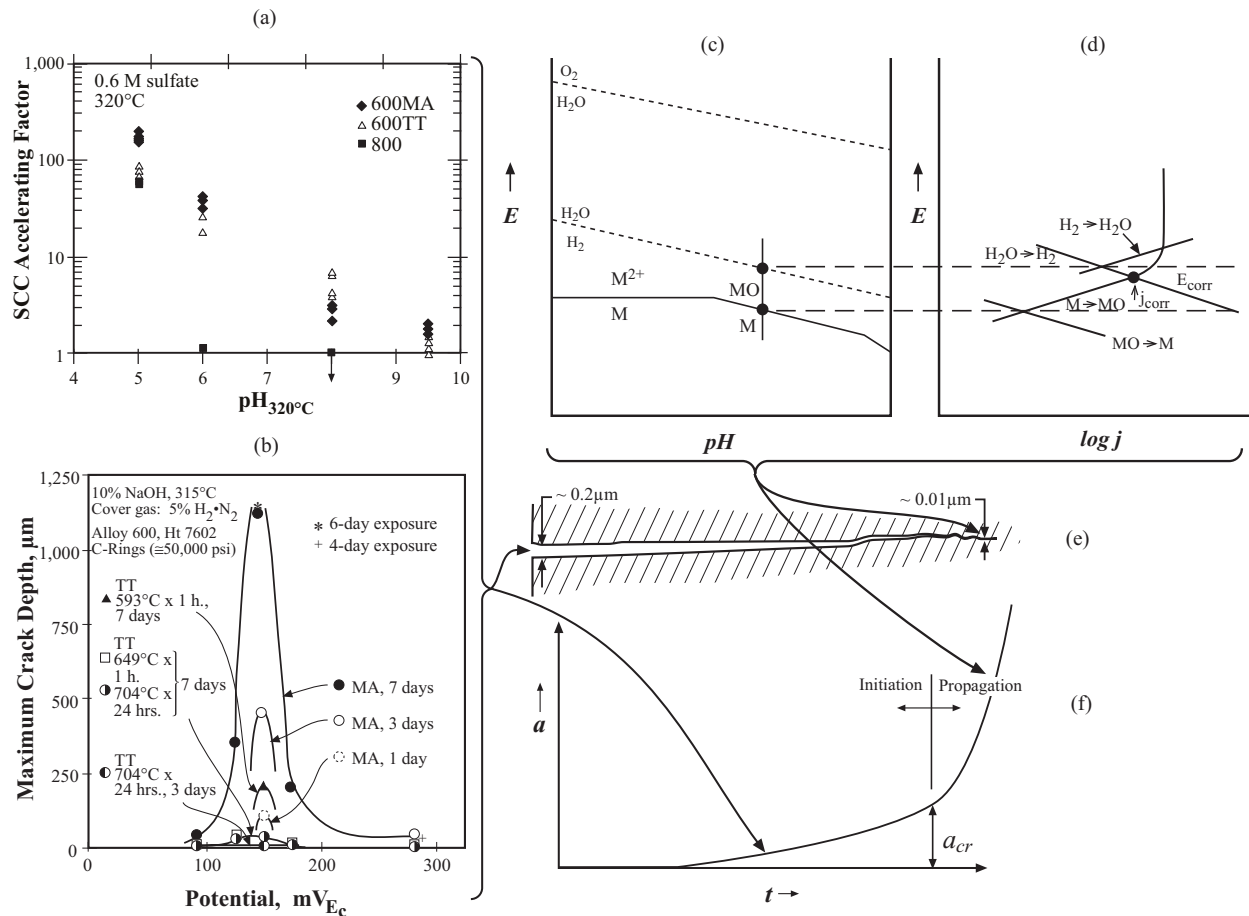 (a)
SCC Accelerating Factor
1,000
100
10
1
0.6 M sulfate
320°C
600MA
600TT
800
4 5 6 7 8 9 10
pH320°C
(b)
Maximum Crack Depth, µm
1,250
1,000
750
500
250
0
10% NaOH, 315°C
Cover gas: 5% H2•N2
Alloy 600, Ht 7602
C-Rings (≅50,000 psi)
* 6-day exposure
+ 4-day exposure
TT
593°C x 1 h.,
7 days
TT
649°C x
1 h.
704°C x
24 hrs.
7 days
TT
704°C x
24 hrs., 3 days
MA, 7 days
MA, 3 days
MA, 1 day
0 100 200 300
Potential, mVEc
(c)
E
O2
H2O
H2O
H2
M2+
M
MO
M
pH
(d)
E
H2→H2O
H2O→H2
Ecorr
jcorr
M→MO
MO→M
log j
~ 0.2µm
~ 0.01µm
(e)
a
Initiation
Propagation
(f)
acr
t→